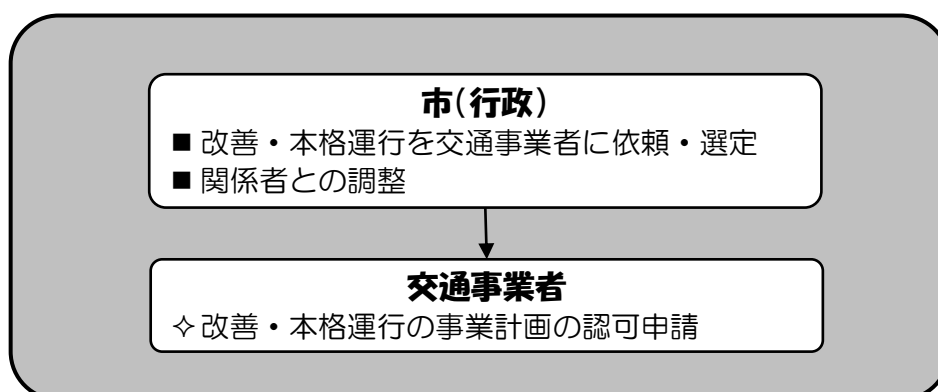 市(行政)
■ 改善・本格運行を交通事業者に依頼・選定
■ 関係者との調整
交通事業者
✧改善・本格運行の事業計画の認可申請